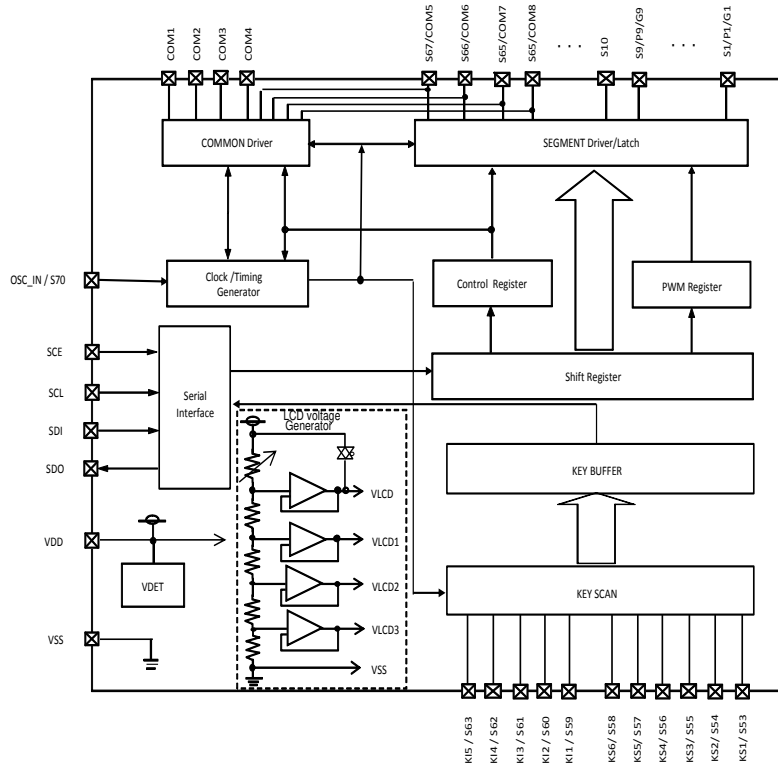 COM1
COM2
COM3
COM4
S67/COM5
S66/COM6
S65/COM7
S65/COM8
. . .
S10
S9/P9/G9
. . .
S1/P1/G1
COMMON Driver
SEGMENT Driver/Latch
OSC_IN / S70
Clock /Timing
Generator
Control Register
PWM Register
SCE
SCL
SDI
SDO
Serial
Interface
Shift Register
LCD voltage
Generator
KEY BUFFER
VLCD
VDD
VDET
VLCD1
VLCD2
VLCD3
VSS
KEY SCAN
VSS
KI5 / S63
KI4 / S62
KI3 / S61
KI2 / S60
KI1 / S59
KS6/ S58
KS5/ S57
KS4/ S56
KS3/ S55
KS2/ S54
KS1/ S53